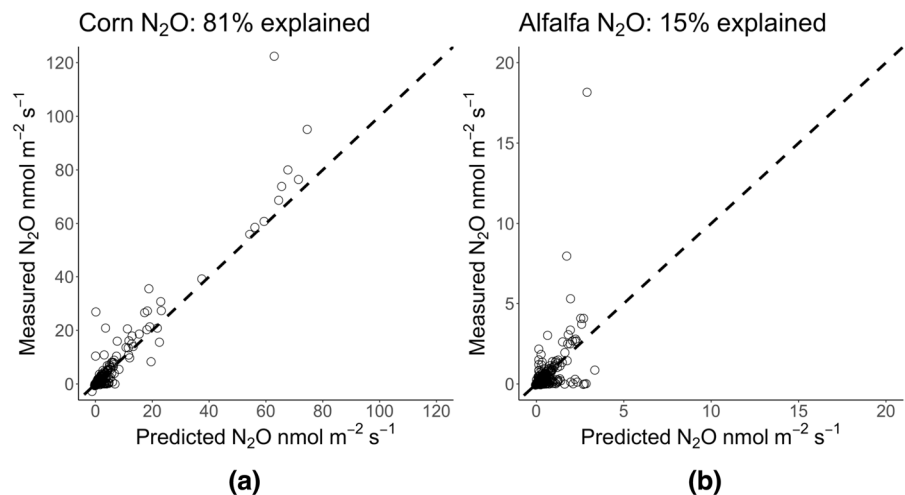 Corn N₂O: 81% explained
Measured N₂O nmol m⁻² s⁻¹
120
100
80
60
40
20
0
0 20 40 60 80 100 120
Predicted N₂O nmol m⁻² s⁻¹
(a)
Alfalfa N₂O: 15% explained
Measured N₂O nmol m⁻² s⁻¹
20
15
10
5
0
0 5 10 15 20
Predicted N₂O nmol m⁻² s⁻¹
(b)